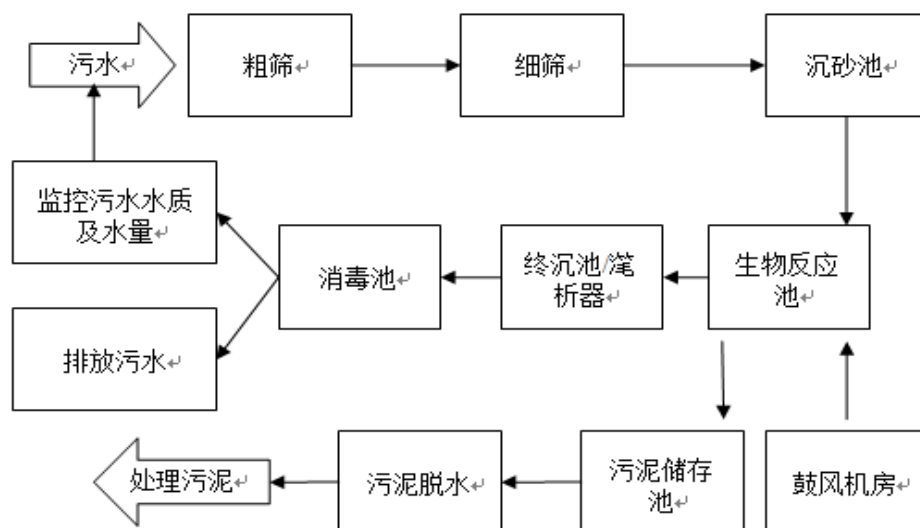 污水↵
粗筛↵
细筛↵
沉砂池↵
监控污水水质
及水量↵
消毒池↵
终沉池/滗
析器↵
生物反应
池↵
排放污水↵
处理污泥↵
污泥脱水↵
污泥储存
池↵
鼓风机房↵